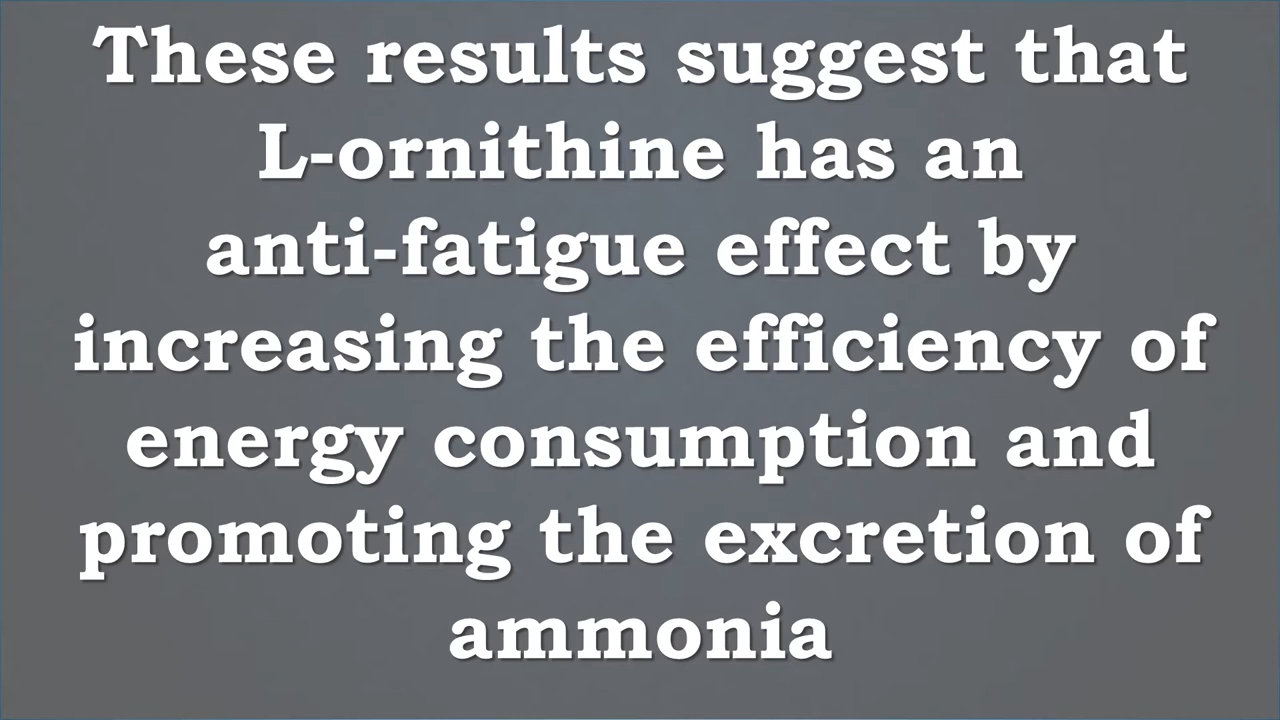 These results suggest that
L-ornithine has an
anti-fatigue effect by
increasing the efficiency of
energy consumption and
promoting the excretion of
ammonia